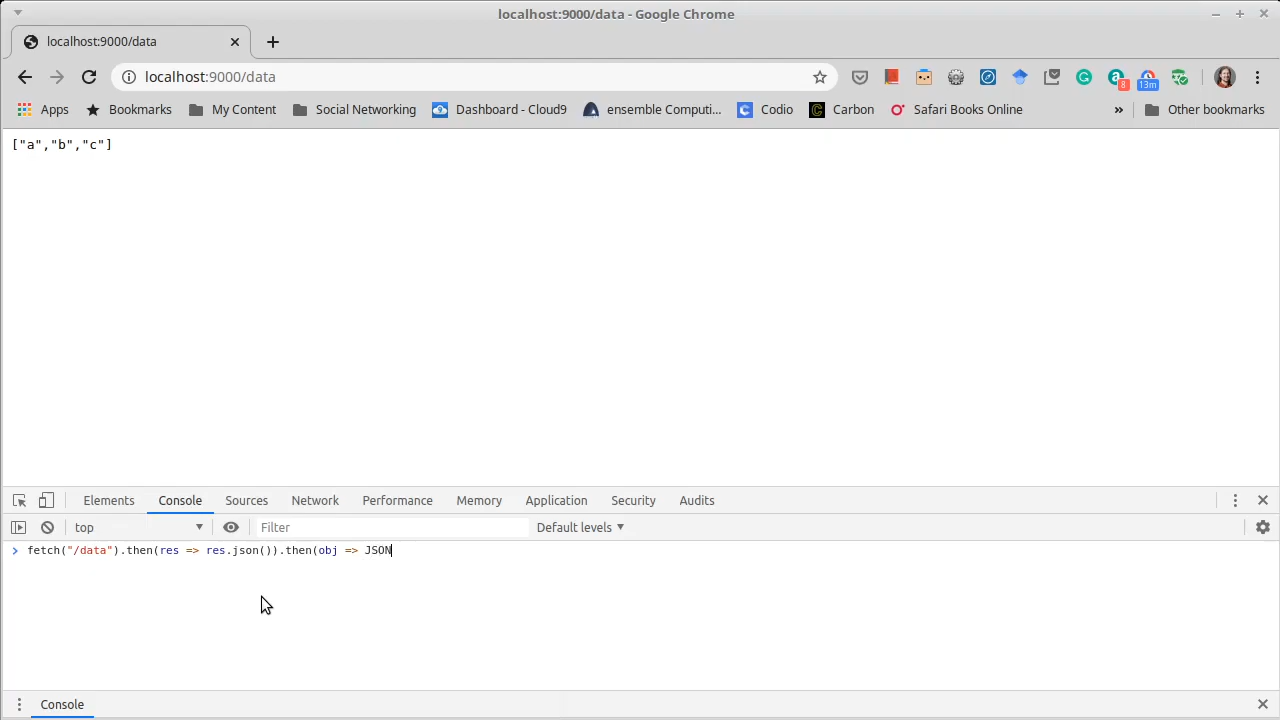 localhost:9000/data - Google Chrome
localhost:9000/data
localhost:9000/data
8
13m
Apps Bookmarks My Content Social Networking Dashboard - Cloud9 ensemble Computi... Codio Carbon Safari Books Online » Other bookmarks
["a","b","c"]
Elements Console Sources Network Performance Memory Application Security Audits
top Filter Default levels
fetch("/data").then(res => res.json()).then(obj => JSON
Console